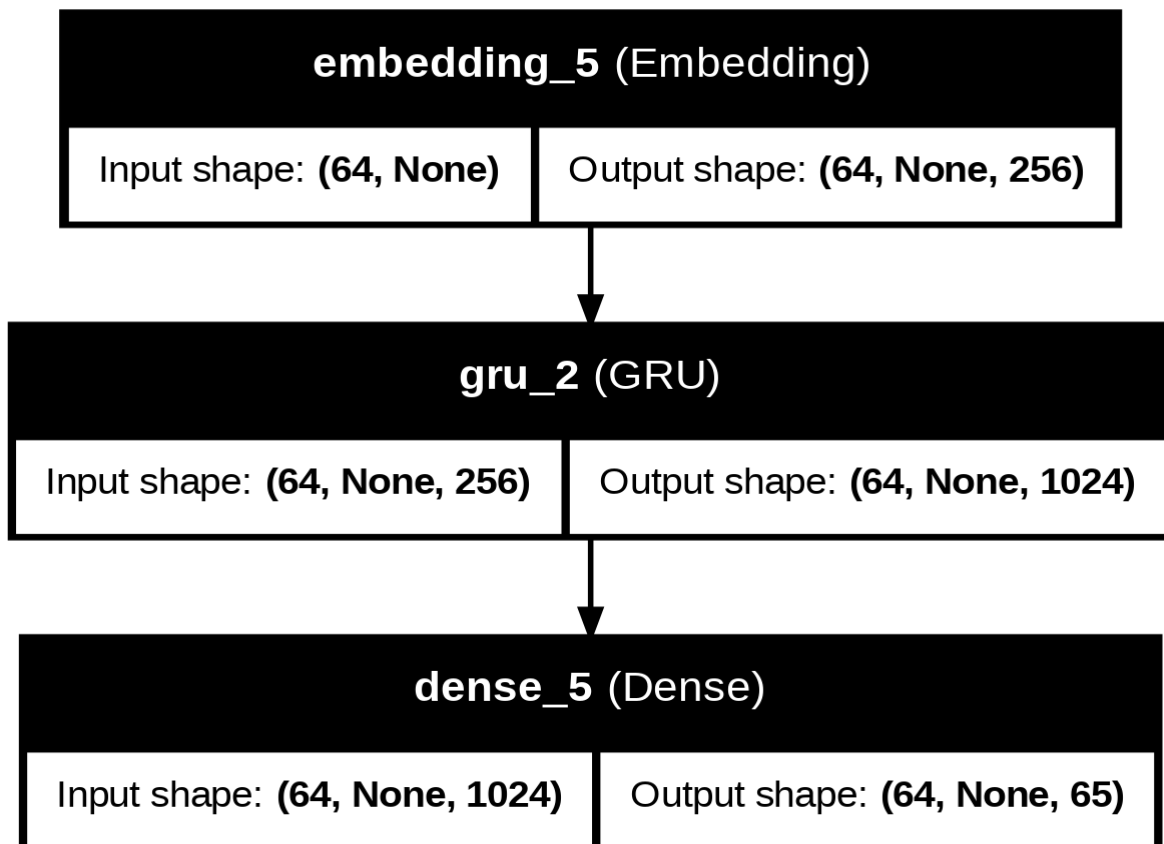 embedding_5 (Embedding)
Input shape: (64, None) Output shape: (64, None, 256)
gru_2 (GRU)
Input shape: (64, None, 256) Output shape: (64, None, 1024)
dense_5 (Dense)
Input shape: (64, None, 1024) Output shape: (64, None, 65)